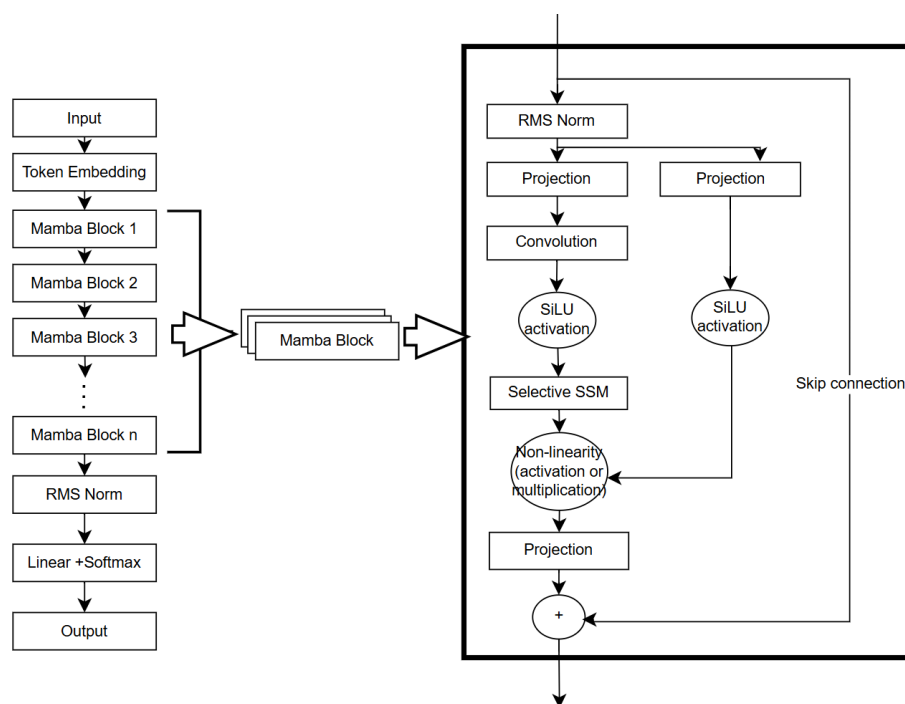 Input
Token Embedding
Mamba Block 1
Mamba Block 2
Mamba Block 3
Mamba Block n
RMS Norm
Linear +Softmax
Output
Mamba Block
RMS Norm
Projection
Projection
Convolution
SiLU
activation
SiLU
activation
Selective SSM
Skip connection
Non-linearity
(activation or
multiplication)
Projection
+